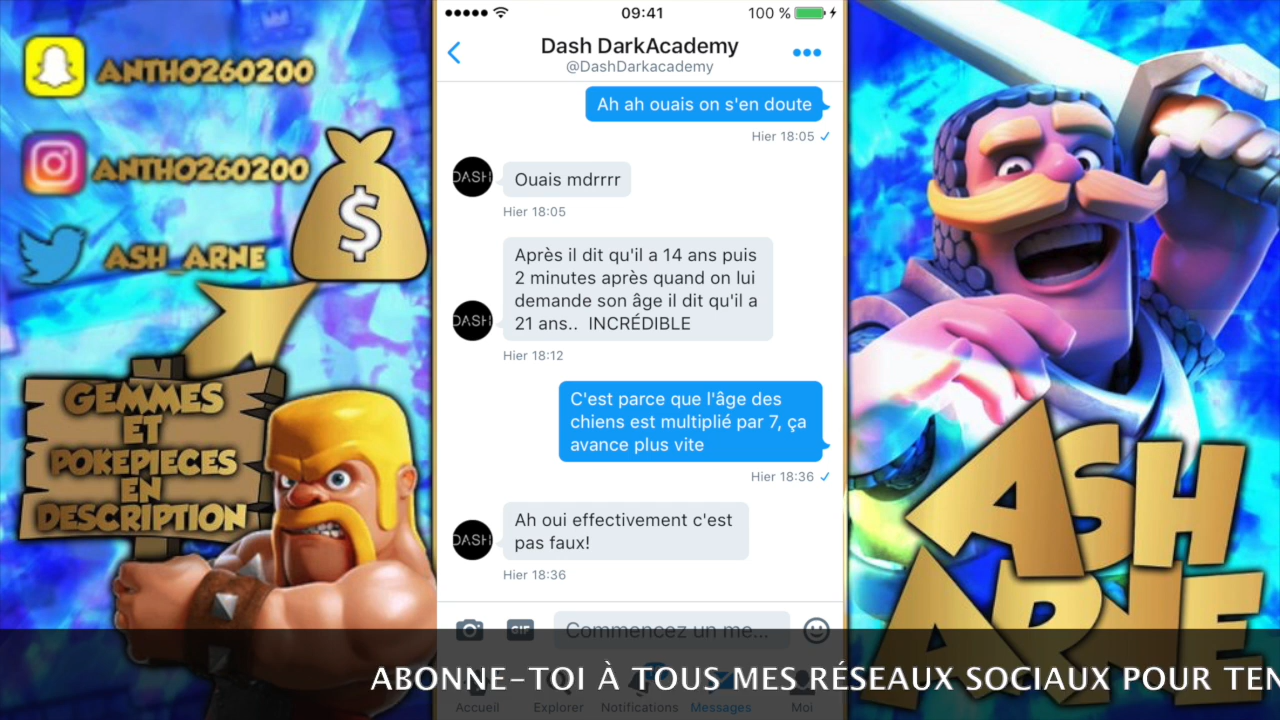 ANTHO260200
ANTHO260200
ASH_ARNE
$
GEMMES
ET
POKEPIECES
EN
DESCRIPTION
09:41
100 %
Dash DarkAcademy
@DashDarkacademy
Ah ah ouais on s'en doute
Hier 18:05
DASH
Ouais mdrrrr
Hier 18:05
Après il dit qu'il a 14 ans puis
2 minutes après quand on lui
demande son âge il dit qu'il a
21 ans.. INCRÉDIBLE
DASH
Hier 18:12
C'est parce que l'âge des
chiens est multiplié par 7, ça
avance plus vite
Hier 18:36
Ah oui effectivement c'est
pas faux!
DASH
Hier 18:36
GIF
Commencez un me...
ABONNE-TOI À TOUS MES RÉSEAUX SOCIAUX POUR TEN
Accueil
Explorer
Notifications
Messages
Moi
ASH
ARNE